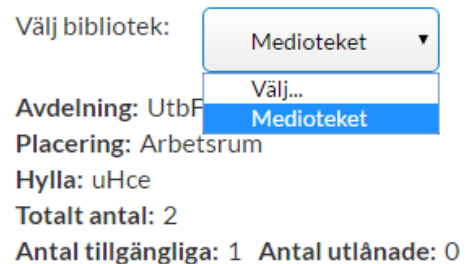 Välj bibliotek: Medioteket
Välj...
Medioteket
Avdelning: UtbF
Placering: Arbetsrum
Hylla: uHce
Totalt antal: 2
Antal tillgängliga: 1 Antal utlånade: 0